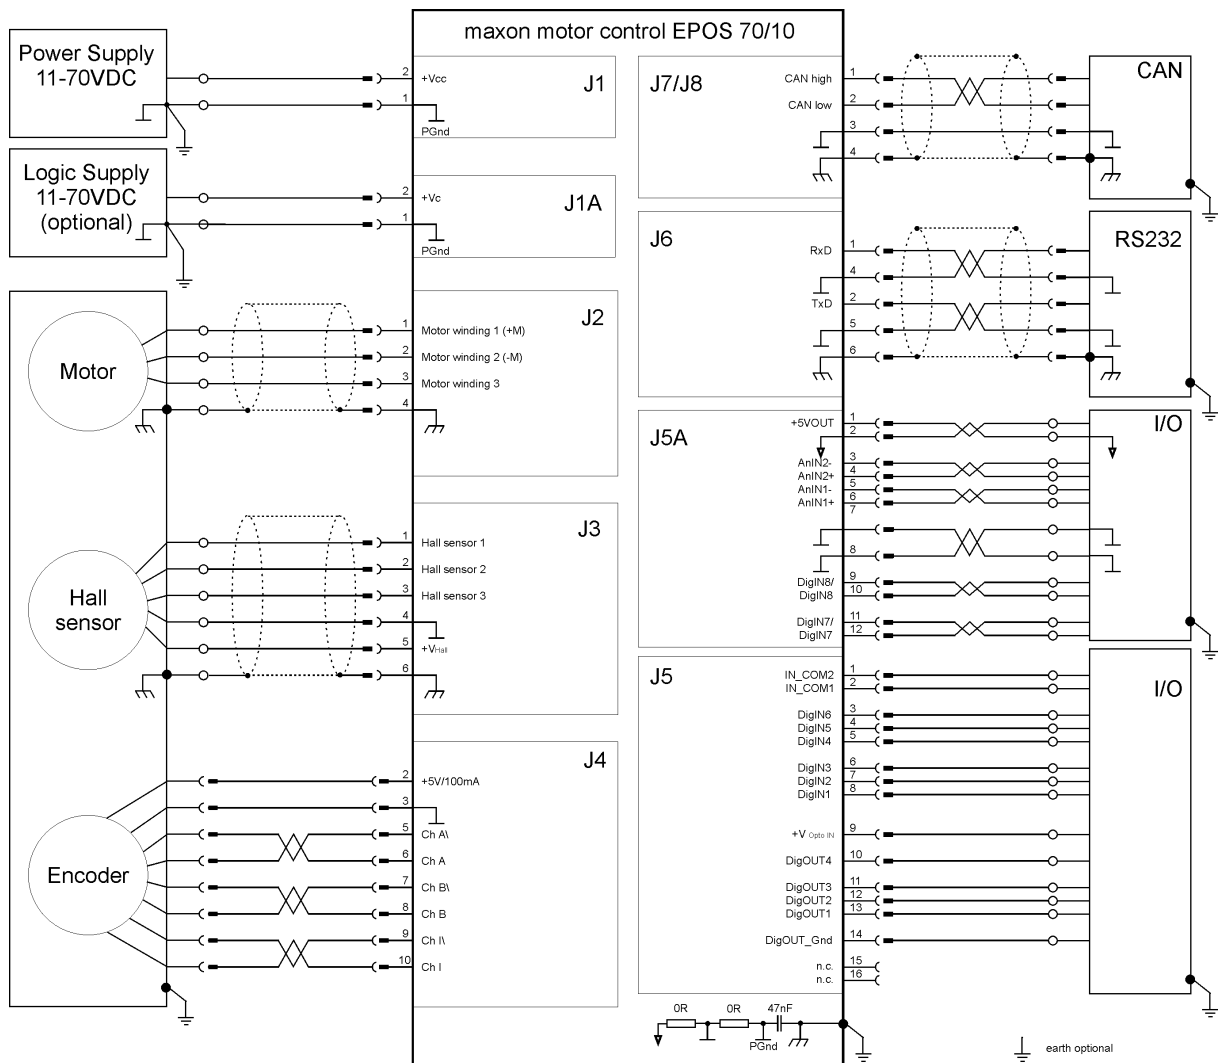 maxon motor control EPOS 70/10
Power Supply
11-70VDC
2
+Vcc
1
PGnd
J1
Logic Supply
11-70VDC
(optional)
2
+Vc
1
PGnd
J1A
Motor
1
Motor winding 1 (+M)
2
Motor winding 2 (-M)
3
Motor winding 3
4
J2
Hall
sensor
1
Hall sensor 1
2
Hall sensor 2
3
Hall sensor 3
4
5
+VHall
6
J3
Encoder
2
+5V/100mA
3
5
Ch A\
6
Ch A
7
Ch B\
8
Ch B
9
Ch I\
10
Ch I
J4
J7/J8
CAN high
1
CAN low
2
3
4
CAN
J6
RxD
1
4
TxD
2
5
6
RS232
J5A
+5VOUT
1
2
AnIN2-
3
AnIN2+
4
AnIN1-
5
AnIN1+
6
7
8
DigIN8/
9
DigIN8
10
DigIN7/
11
DigIN7
12
I/O
J5
IN_COM2
1
IN_COM1
2
DigIN6
3
DigIN5
4
DigIN4
5
DigIN3
6
DigIN2
7
DigIN1
8
+V Opto IN
9
DigOUT4
10
DigOUT3
11
DigOUT2
12
DigOUT1
13
DigOUT_Gnd
14
n.c.
15
n.c.
16
I/O
0R
0R
47nF
PGnd
earth optional